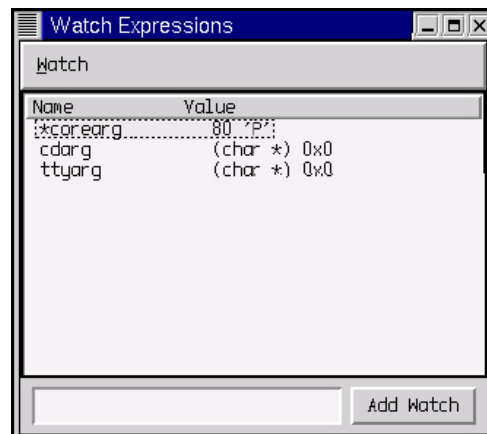 Watch Expressions
Watch
Name Value
*corearg 80 'P'
cdarg (char *) 0x0
ttyarg (char *) 0x0
Add Watch